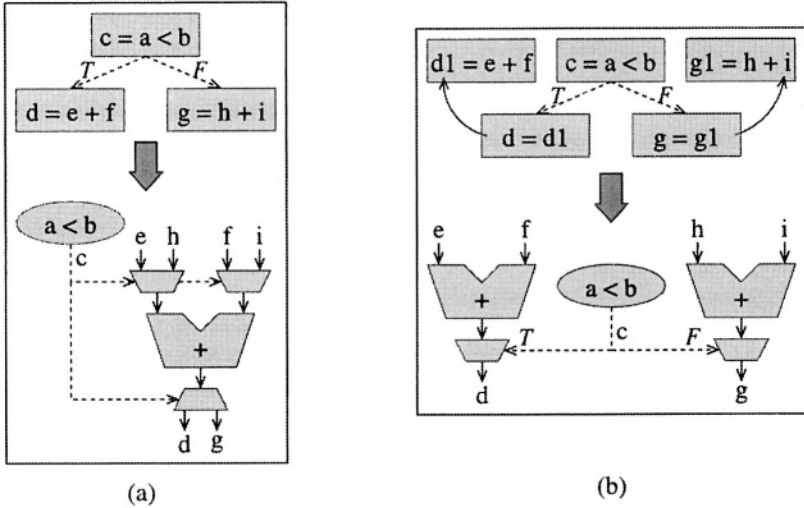 c = a < b
T F
d = e + f g = h + i
a < b
e h f i
c
+
d g
(a)
d1 = e + f c = a < b g1 = h + i
T F
d = d1 g = g1
e f h i
+ a < b +
T c F
d g
(b)